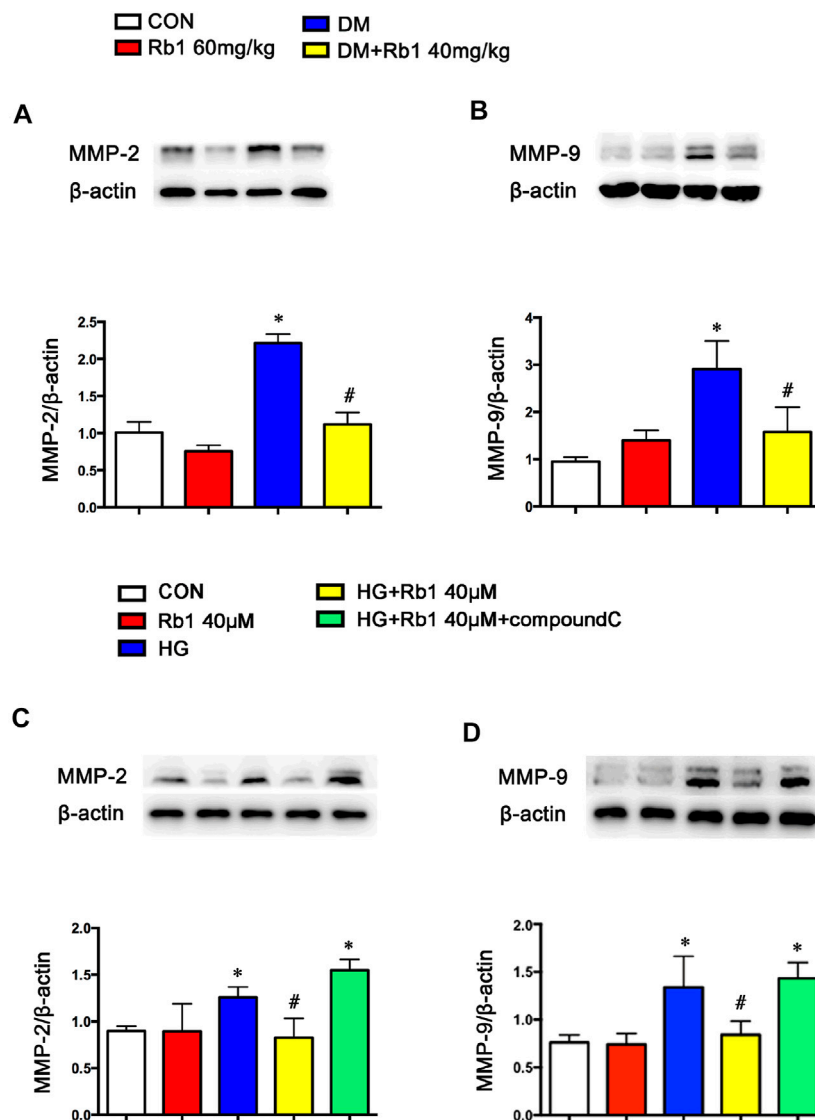 CON
DM
Rb1 60mg/kg
DM+Rb1 40mg/kg
A
B
MMP-2
β-actin
MMP-9
β-actin
MMP-2/β-actin
2.5
2.0
1.5
1.0
0.5
0.0
*
#
MMP-9/β-actin
4
3
2
1
0
*
#
CON
HG+Rb1 40μM
Rb1 40μM
HG+Rb1 40μM+compoundC
HG
C
D
MMP-2
β-actin
MMP-9
β-actin
MMP-2/β-actin
2.0
1.5
1.0
0.5
0.0
*
#
*
MMP-9/β-actin
2.0
1.5
1.0
0.5
0.0
*
#
*